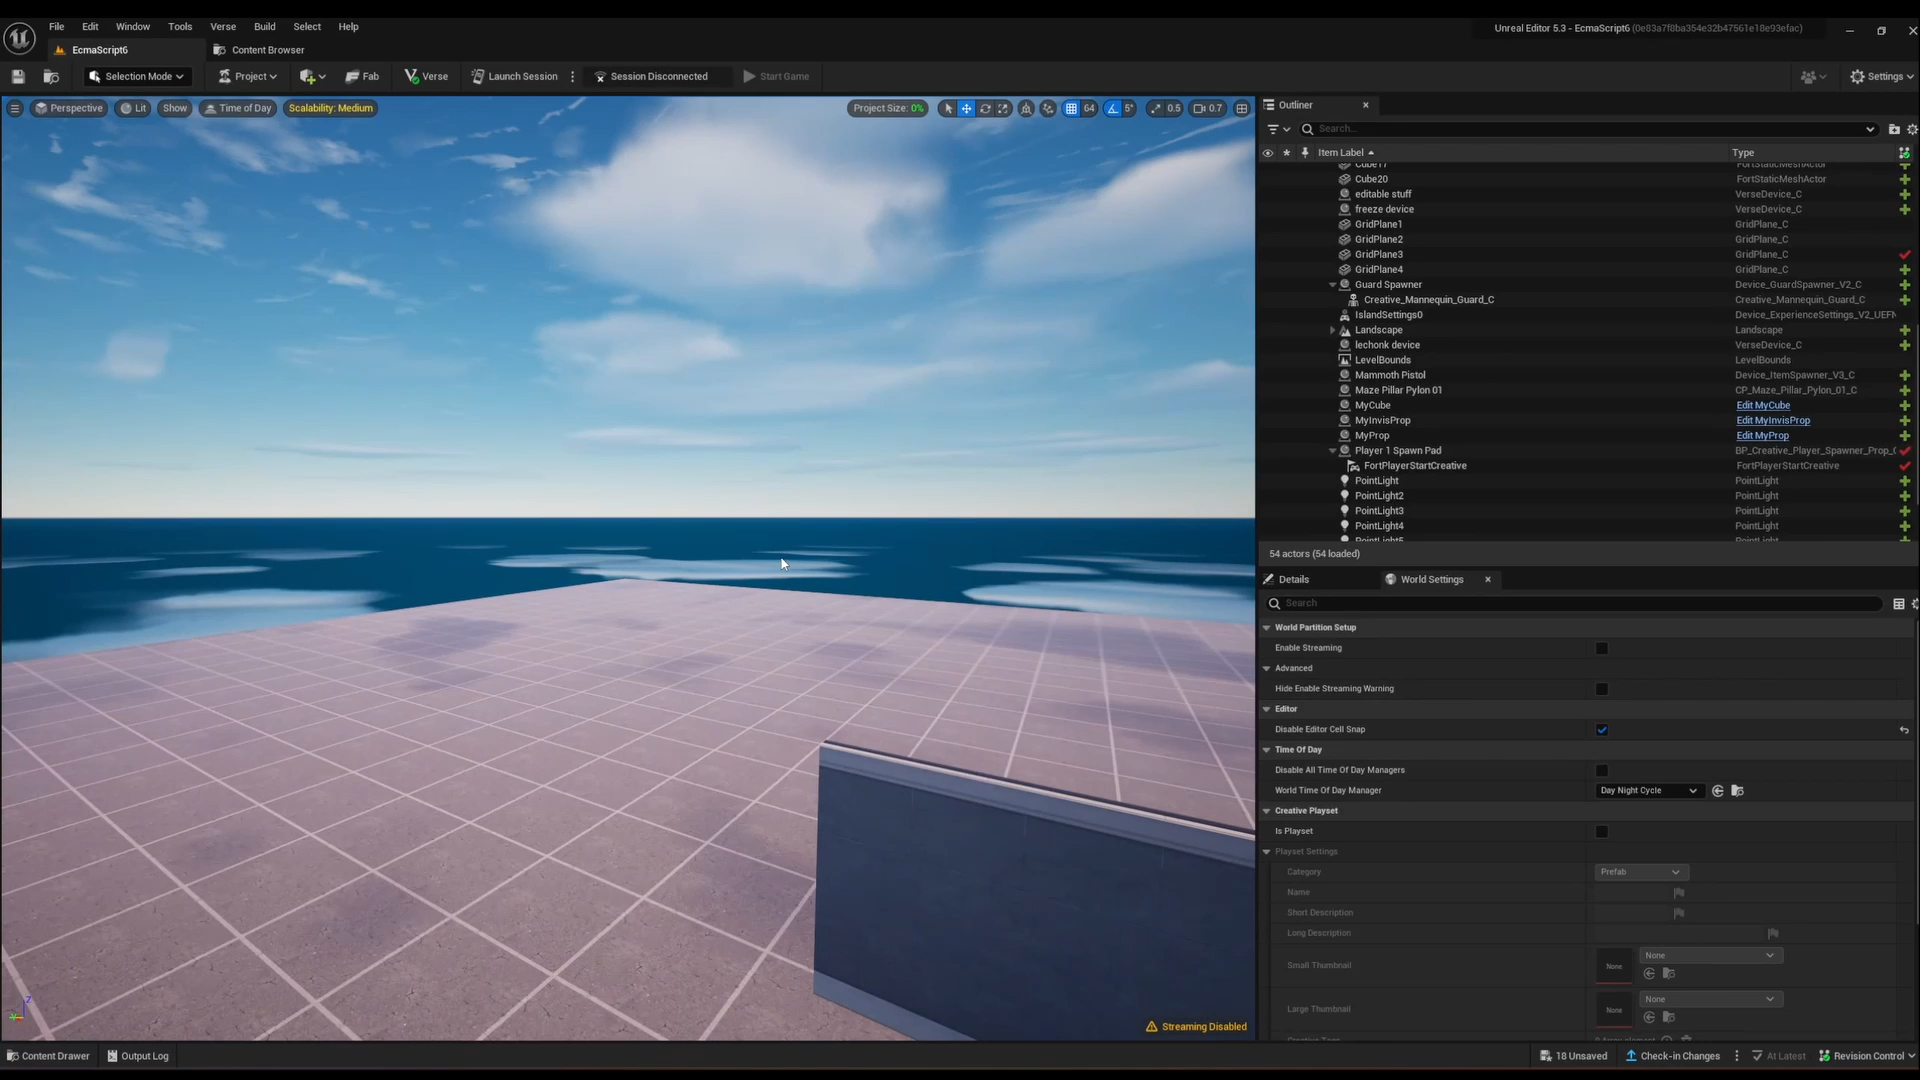 File Edit Window Tools Verse Build Select Help
Unreal Editor 5.3 - EcmaScript6 (0e83a7f8ba354e32b47561e18e93efac)
EcmaScript6
Content Browser
Selection Mode
Project
Fab
Verse
Launch Session
Session Disconnected
Start Game
Settings
Perspective
Lit
Show
Time of Day
Scalability: Medium
Project Size: 0%
64
5°
0.5
0.7
Outliner
Search...
Item Label
Type
Cube17 FortStaticMeshActor
Cube20 FortStaticMeshActor
editable stuff VerseDevice_C
freeze device VerseDevice_C
GridPlane1 GridPlane_C
GridPlane2 GridPlane_C
GridPlane3 GridPlane_C
GridPlane4 GridPlane_C
Guard Spawner Device_GuardSpawner_V2_C
Creative_Mannequin_Guard_C Creative_Mannequin_Guard_C
IslandSettings0 Device_ExperienceSettings_V2_UEFN
Landscape Landscape
lechonk device VerseDevice_C
LevelBounds LevelBounds
Mammoth Pistol Device_ItemSpawner_V3_C
Maze Pillar Pylon 01 CP_Maze_Pillar_Pylon_01_C
MyCube Edit MyCube
MyInvisProp Edit MyInvisProp
MyProp Edit MyProp
Player 1 Spawn Pad BP_Creative_Player_Spawner_Prop_C
FortPlayerStartCreative FortPlayerStartCreative
PointLight PointLight
PointLight2 PointLight
PointLight3 PointLight
PointLight4 PointLight
PointLight5 PointLight
54 actors (54 loaded)
Details
World Settings
Search
World Partition Setup
Enable Streaming
Advanced
Hide Enable Streaming Warning
Editor
Disable Editor Cell Snap
Time Of Day
Disable All Time Of Day Managers
World Time Of Day Manager
Day Night Cycle
Creative Playset
Is Playset
Playset Settings
Category
Prefab
Name
Short Description
Long Description
Small Thumbnail
None
None
Large Thumbnail
None
None
Creative Tags
Z
Streaming Disabled
Content Drawer
Output Log
18 Unsaved
Check-in Changes
At Latest
Revision Control